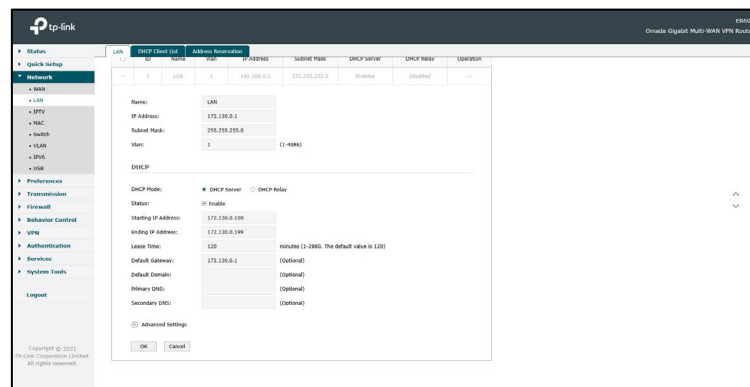 tp-link
ER60
Omada Gigabit Multi-WAN VPN Route
Status
Quick Setup
Network
WAN
LAN
IPTV
MAC
Switch
VLAN
IPV6
USB
Preferences
Transmission
Firewall
Behavior Control
VPN
Authentication
Services
System Tools
Logout
Copyright © 2021
TP-Link Corporation Limited.
All rights reserved.
LAN DHCP Client List Address Reservation
ID Name Vlan IP Address Subnet Mask DHCP Server DHCP Relay Operation
--- 1 LAN 1 192.168.0.1 255.255.255.0 Enabled Disabled ---
Name: LAN
IP Address: 172.130.0.1
Subnet Mask: 255.255.255.0
Vlan: 1 (1-4086)
DHCP
DHCP Mode: DHCP Server DHCP Relay
Status: Enable
Starting IP Address: 172.130.0.100
Ending IP Address: 172.130.0.199
Lease Time: 120 minutes (1-2880. The default value is 120)
Default Gateway: 172.130.0.1 (Optional)
Default Domain: (Optional)
Primary DNS: (Optional)
Secondary DNS: (Optional)
Advanced Settings
OK Cancel